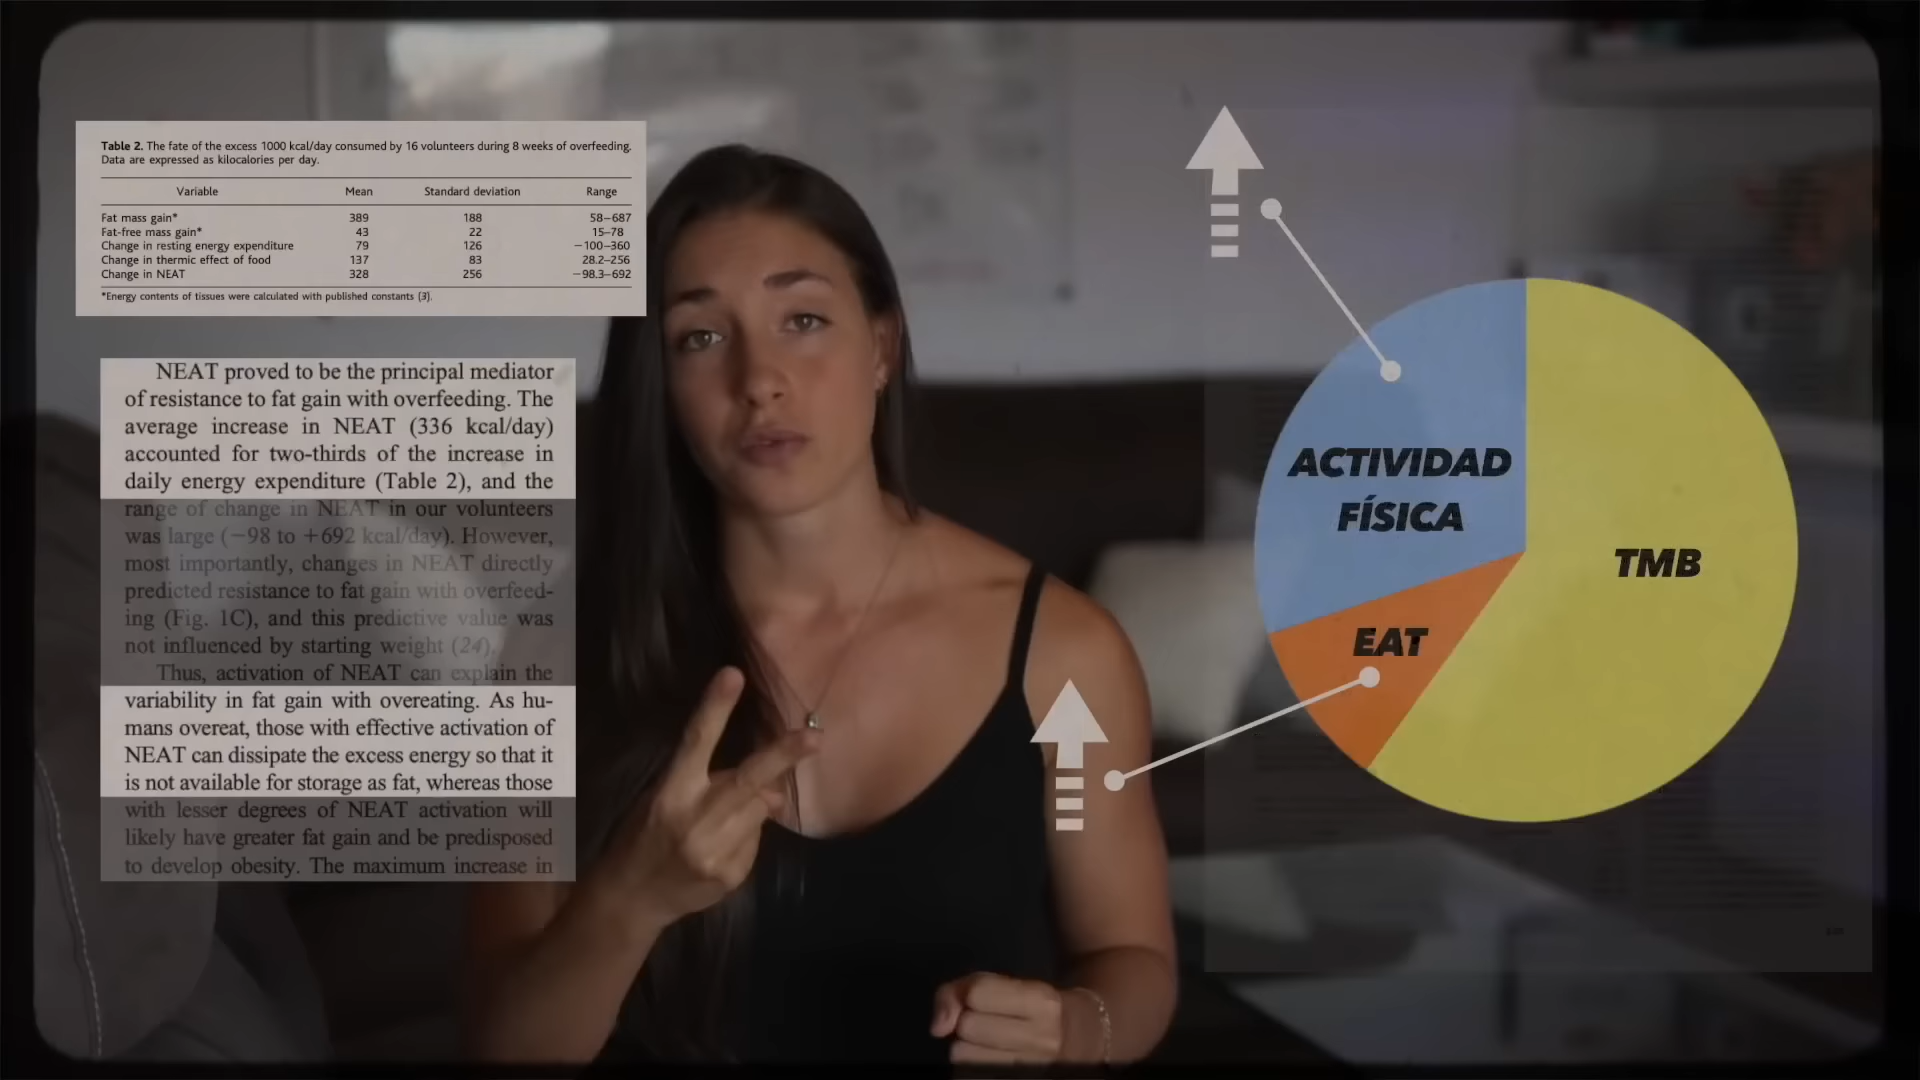 Table 2. The fate of the excess 1000 kcal/day consumed by 16 volunteers during 8 weeks of overfeeding.
Data are expressed as kilocalories per day.
Variable Mean Standard deviation Range
Fat mass gain* 389 188 58–687
Fat-free mass gain* 43 22 15–78
Change in resting energy expenditure 79 126 −100–360
Change in thermic effect of food 137 83 28.2–256
Change in NEAT 328 256 −98.3–692
*Energy contents of tissues were calculated with published constants (3).
NEAT proved to be the principal mediator
of resistance to fat gain with overfeeding. The
average increase in NEAT (336 kcal/day)
accounted for two-thirds of the increase in
daily energy expenditure (Table 2), and the
range of change in NEAT in our volunteers
was large (−98 to +692 kcal/day). However,
most importantly, changes in NEAT directly
predicted resistance to fat gain with overfeed-
ing (Fig. 1C), and this predictive value was
not influenced by starting weight (24).
Thus, activation of NEAT can explain the
variability in fat gain with overeating. As hu-
mans overeat, those with effective activation of
NEAT can dissipate the excess energy so that it
is not available for storage as fat, whereas those
with lesser degrees of NEAT activation will
likely have greater fat gain and be predisposed
to develop obesity. The maximum increase in
ACTIVIDAD
FÍSICA
TMB
EAT